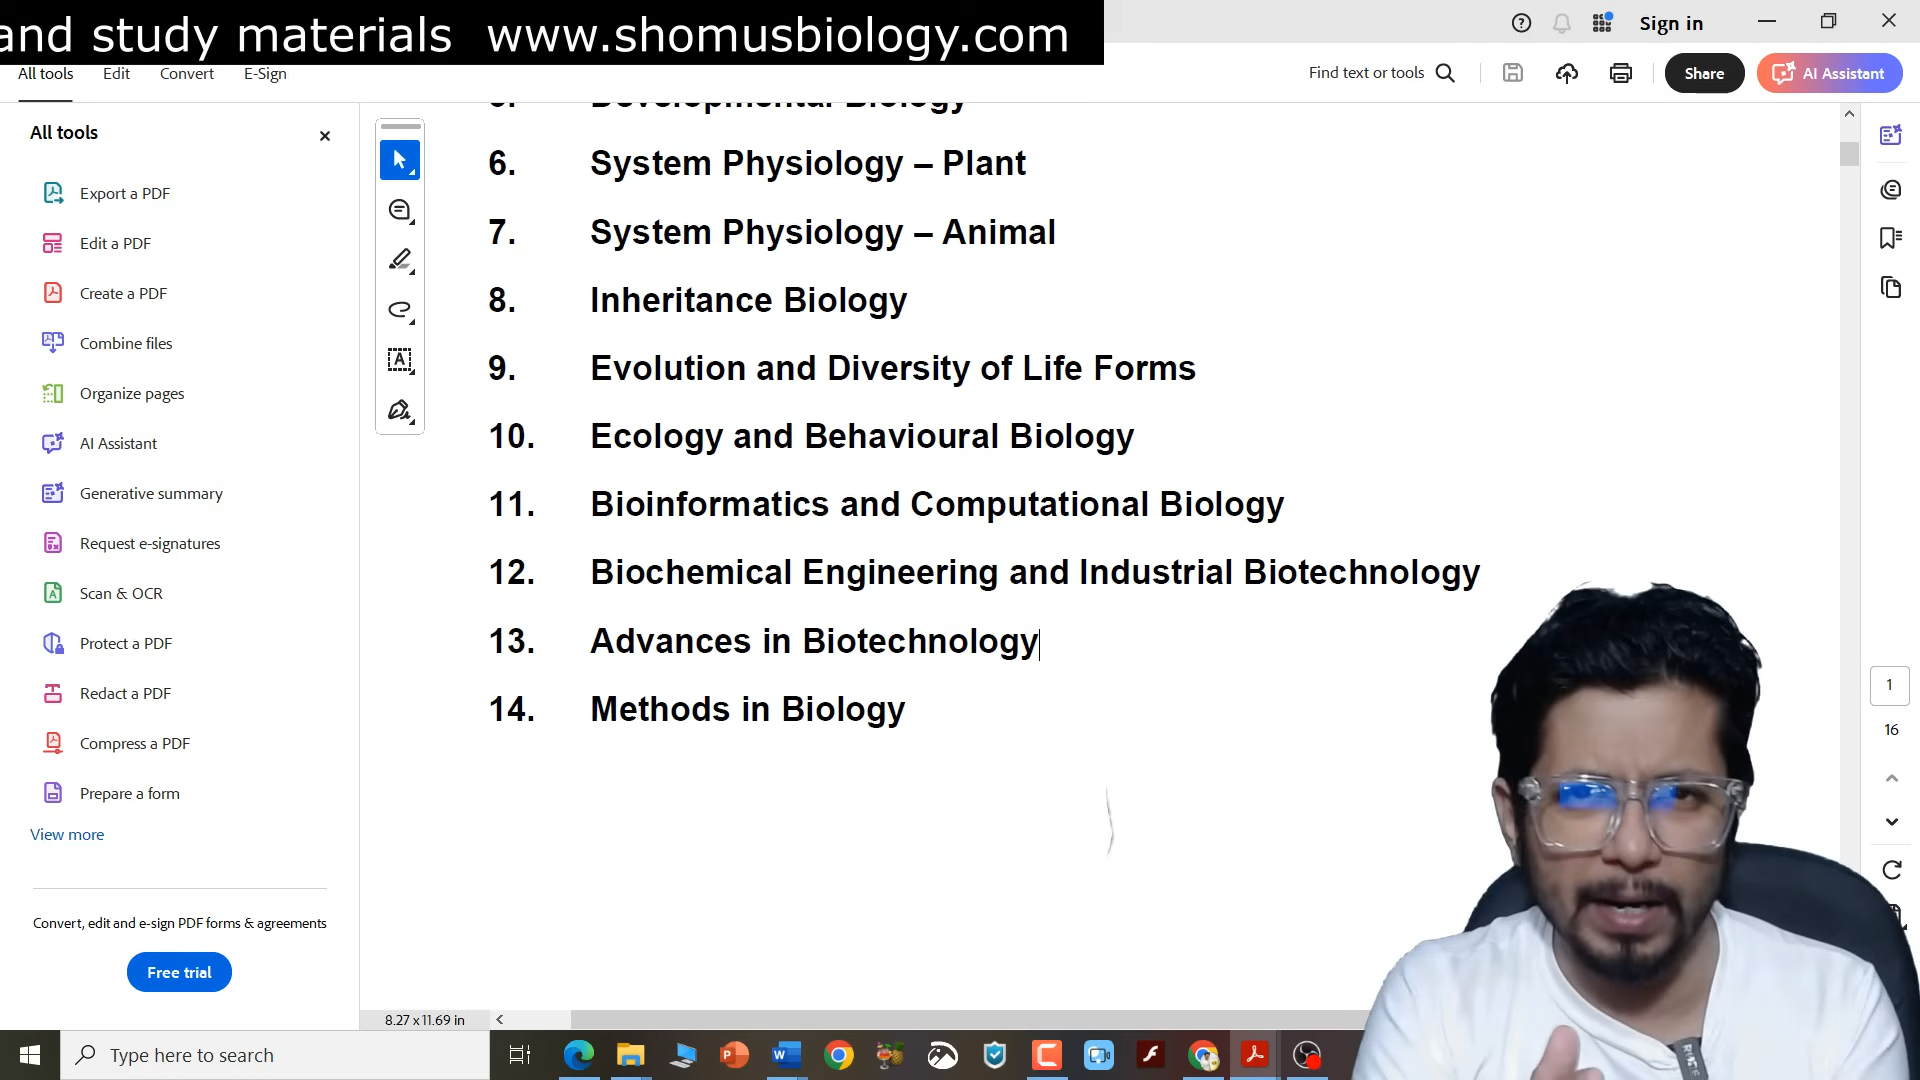 and study materials www.shomusbiology.com
Sign in
All tools Edit Convert E-Sign
Find text or tools
Share
AI Assistant
All tools
Export a PDF
Edit a PDF
Create a PDF
Combine files
Organize pages
AI Assistant
Generative summary
Request e-signatures
Scan & OCR
Protect a PDF
Redact a PDF
Compress a PDF
Prepare a form
View more
Convert, edit and e-sign PDF forms & agreements
Free trial
5. Developmental Biology
6. System Physiology – Plant
7. System Physiology – Animal
8. Inheritance Biology
9. Evolution and Diversity of Life Forms
10. Ecology and Behavioural Biology
11. Bioinformatics and Computational Biology
12. Biochemical Engineering and Industrial Biotechnology
13. Advances in Biotechnology
14. Methods in Biology
1
16
8.27 x 11.69 in
Type here to search